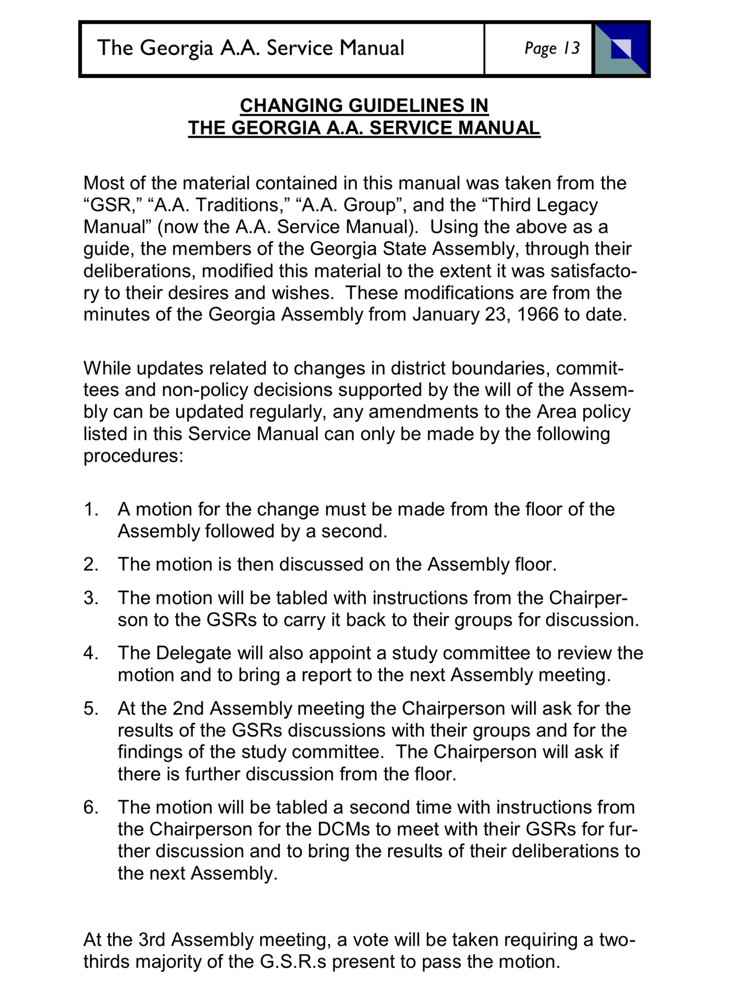 The Georgia A.A. Service Manual
Page 13
CHANGING GUIDELINES IN
THE GEORGIA A.A. SERVICE MANUAL
Most of the material contained in this manual was taken from the
“GSR,” “A.A. Traditions,” “A.A. Group”, and the “Third Legacy
Manual” (now the A.A. Service Manual).  Using the above as a
guide, the members of the Georgia State Assembly, through their
deliberations, modified this material to the extent it was satisfacto-
ry to their desires and wishes.  These modifications are from the
minutes of the Georgia Assembly from January 23, 1966 to date.
While updates related to changes in district boundaries, commit-
tees and non-policy decisions supported by the will of the Assem-
bly can be updated regularly, any amendments to the Area policy
listed in this Service Manual can only be made by the following
procedures:
1. A motion for the change must be made from the floor of the
Assembly followed by a second.
2. The motion is then discussed on the Assembly floor.
3. The motion will be tabled with instructions from the Chairper-
son to the GSRs to carry it back to their groups for discussion.
4. The Delegate will also appoint a study committee to review the
motion and to bring a report to the next Assembly meeting.
5. At the 2nd Assembly meeting the Chairperson will ask for the
results of the GSRs discussions with their groups and for the
findings of the study committee.  The Chairperson will ask if
there is further discussion from the floor.
6. The motion will be tabled a second time with instructions from
the Chairperson for the DCMs to meet with their GSRs for fur-
ther discussion and to bring the results of their deliberations to
the next Assembly.
At the 3rd Assembly meeting, a vote will be taken requiring a two-
thirds majority of the G.S.R.s present to pass the motion.